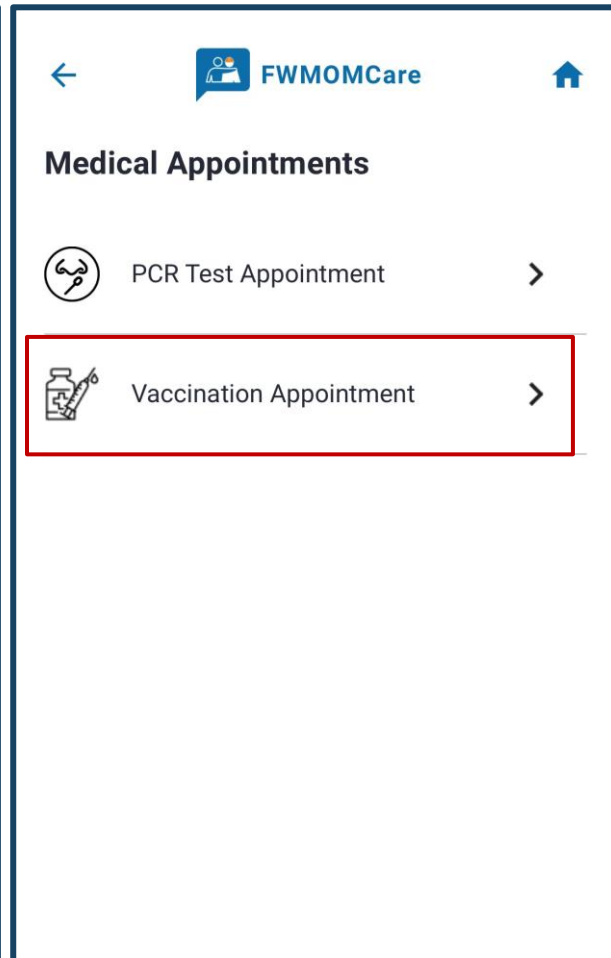 FWMOMCare
Medical Appointments
PCR Test Appointment
Vaccination Appointment